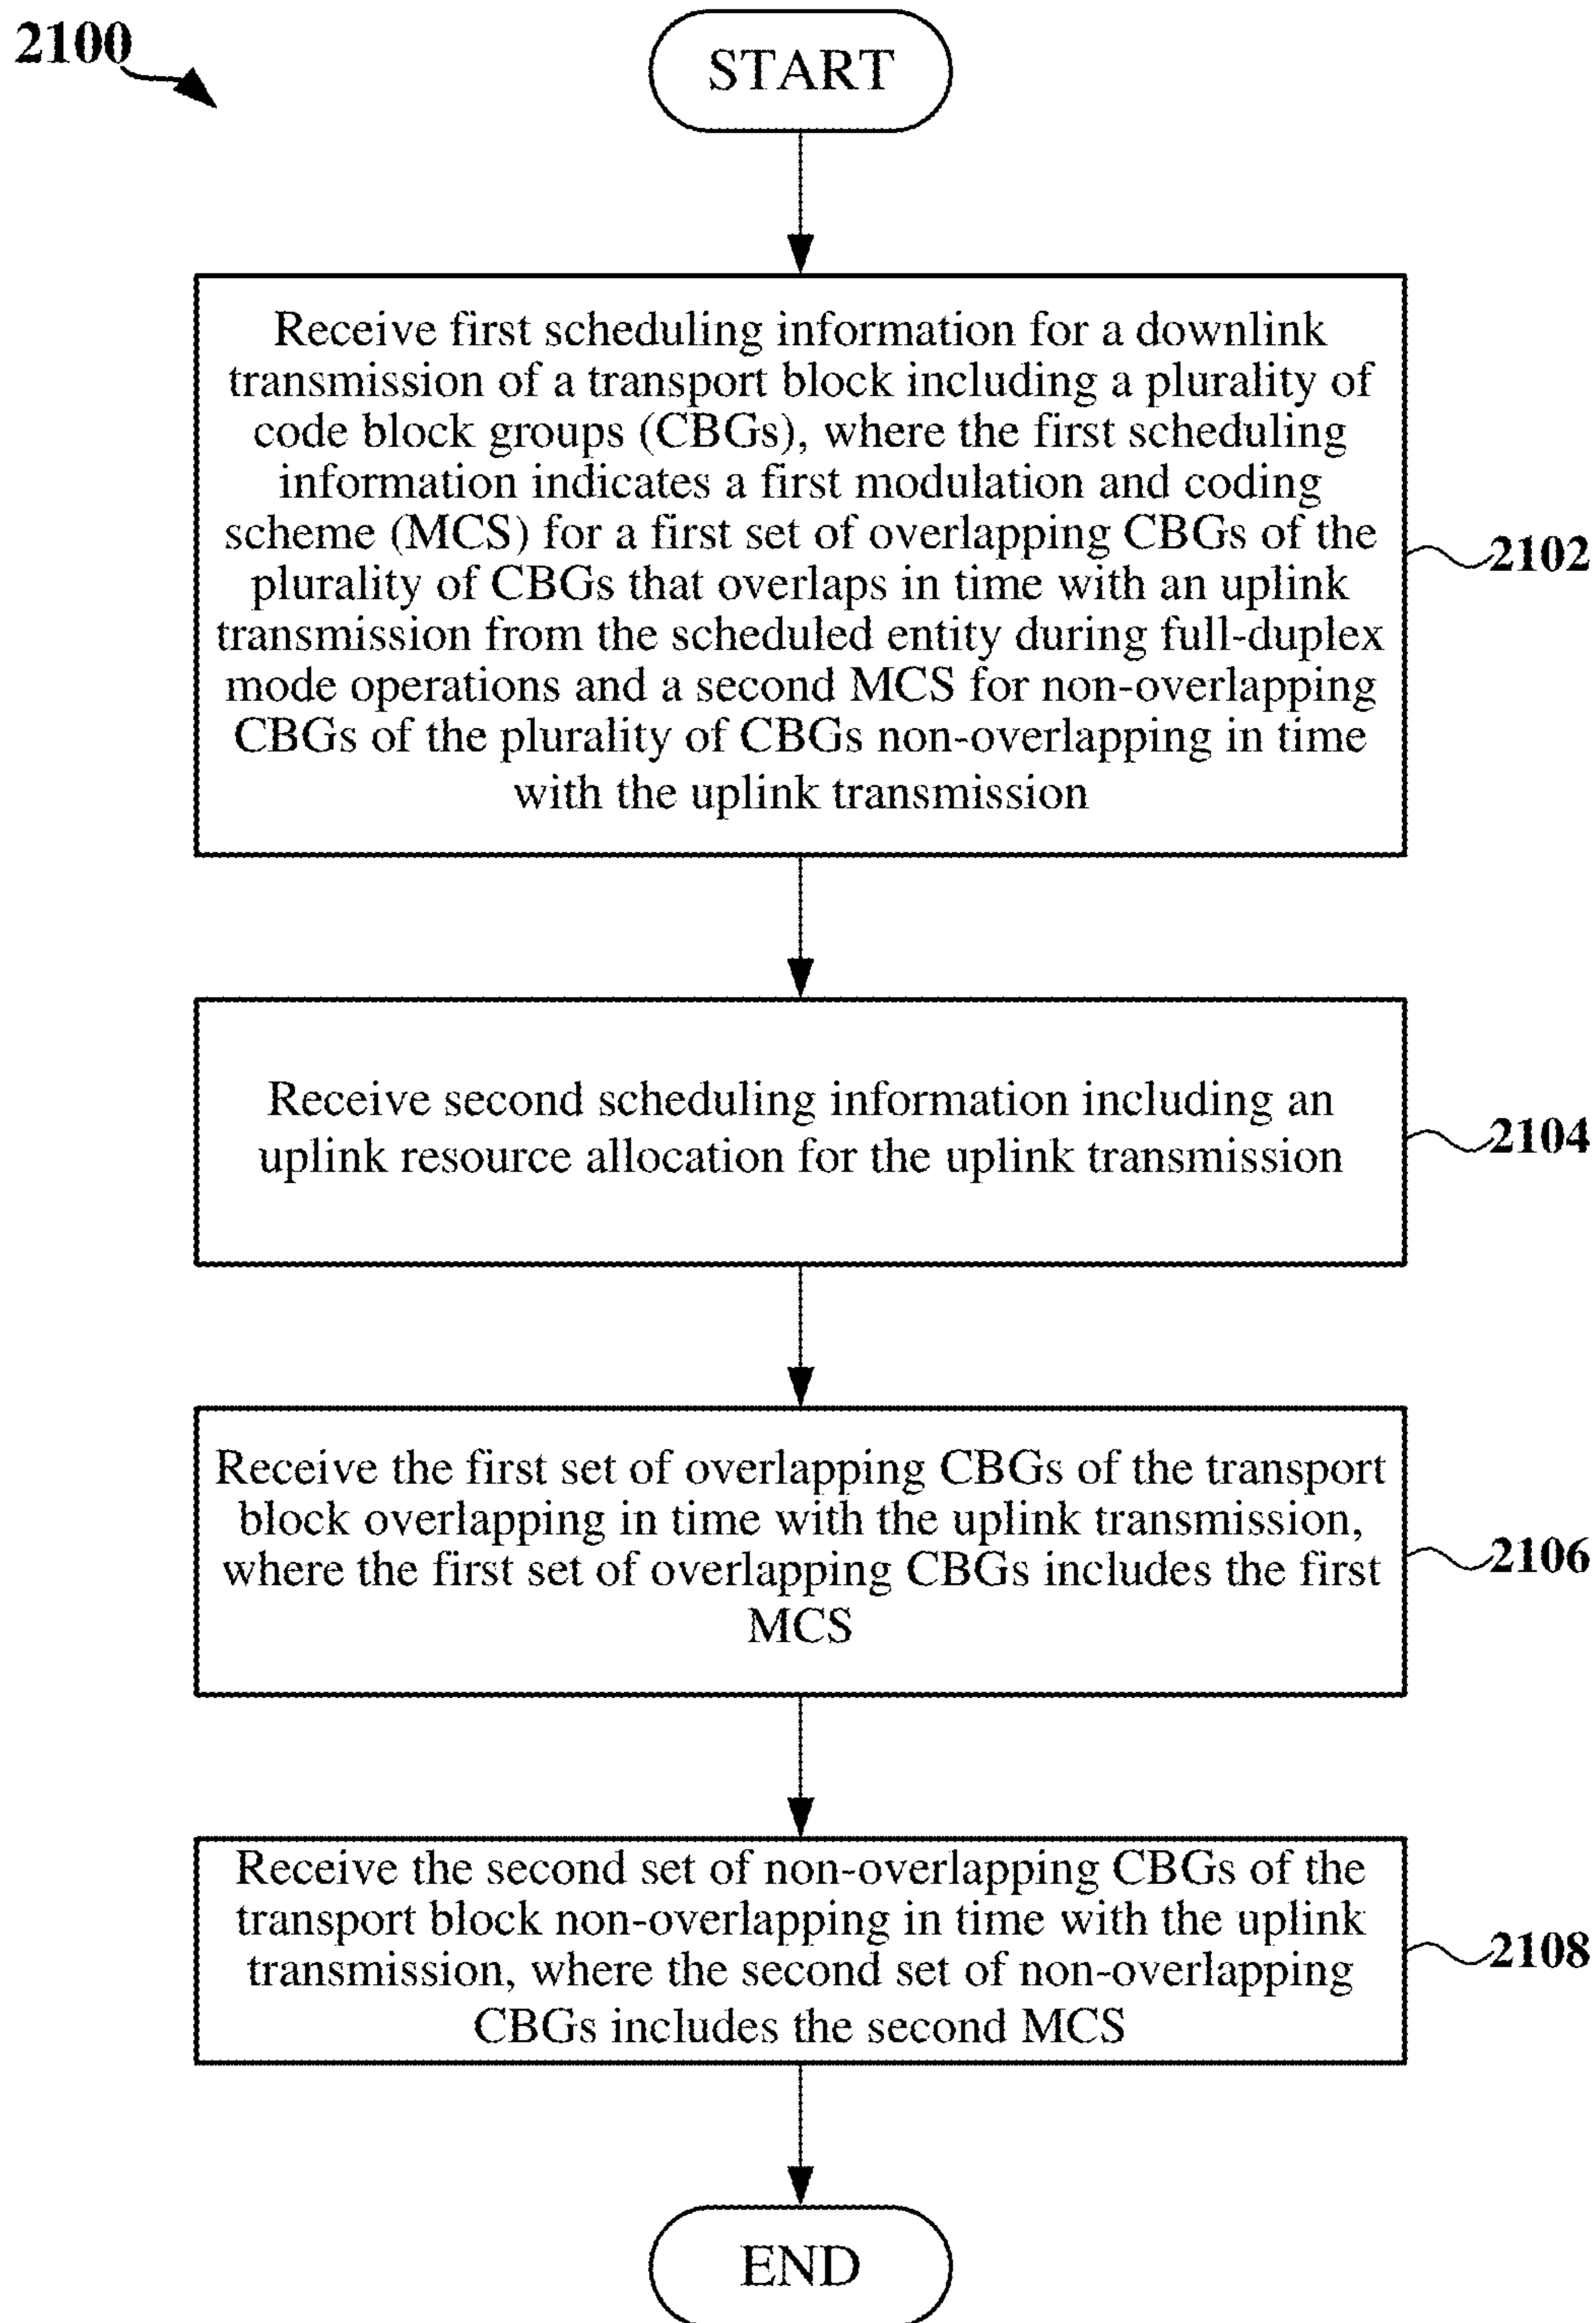 2100
START
Receive first scheduling information for a downlink
transmission of a transport block including a plurality of
code block groups (CBGs), where the first scheduling
information indicates a first modulation and coding
scheme (MCS) for a first set of overlapping CBGs of the
plurality of CBGs that overlaps in time with an uplink
transmission from the scheduled entity during full-duplex
mode operations and a second MCS for non-overlapping
CBGs of the plurality of CBGs non-overlapping in time
with the uplink transmission
2102
Receive second scheduling information including an
uplink resource allocation for the uplink transmission
2104
Receive the first set of overlapping CBGs of the transport
block overlapping in time with the uplink transmission,
where the first set of overlapping CBGs includes the first
MCS
2106
Receive the second set of non-overlapping CBGs of the
transport block non-overlapping in time with the uplink
transmission, where the second set of non-overlapping
CBGs includes the second MCS
2108
END